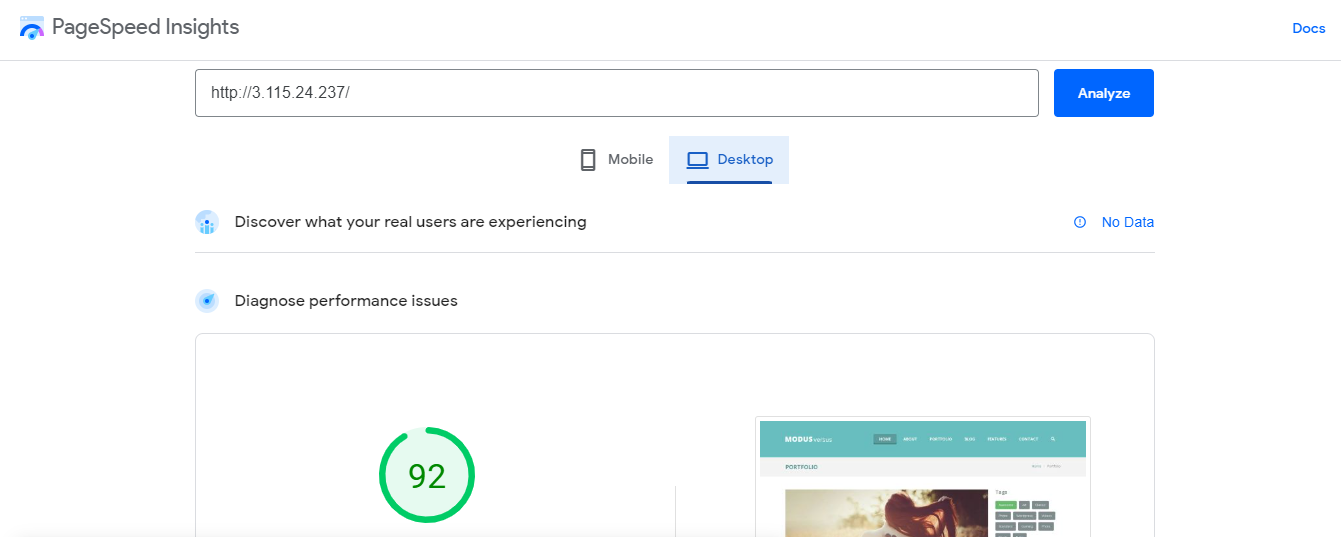 PageSpeed Insights
Docs
http://3.115.24.237/
Analyze
Mobile
Desktop
Discover what your real users are experiencing
No Data
Diagnose performance issues
92
MODUSversus
HOME ABOUT PORTFOLIO BLOG FEATURES CONTACT
PORTFOLIO
Tags